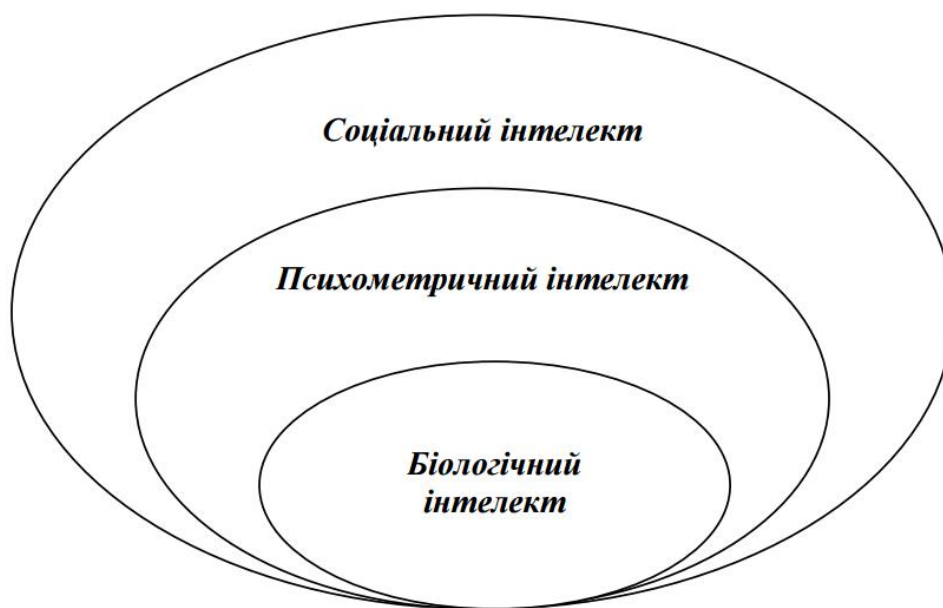 Соціальний інтелект
Психометричний інтелект
Біологічний
інтелект